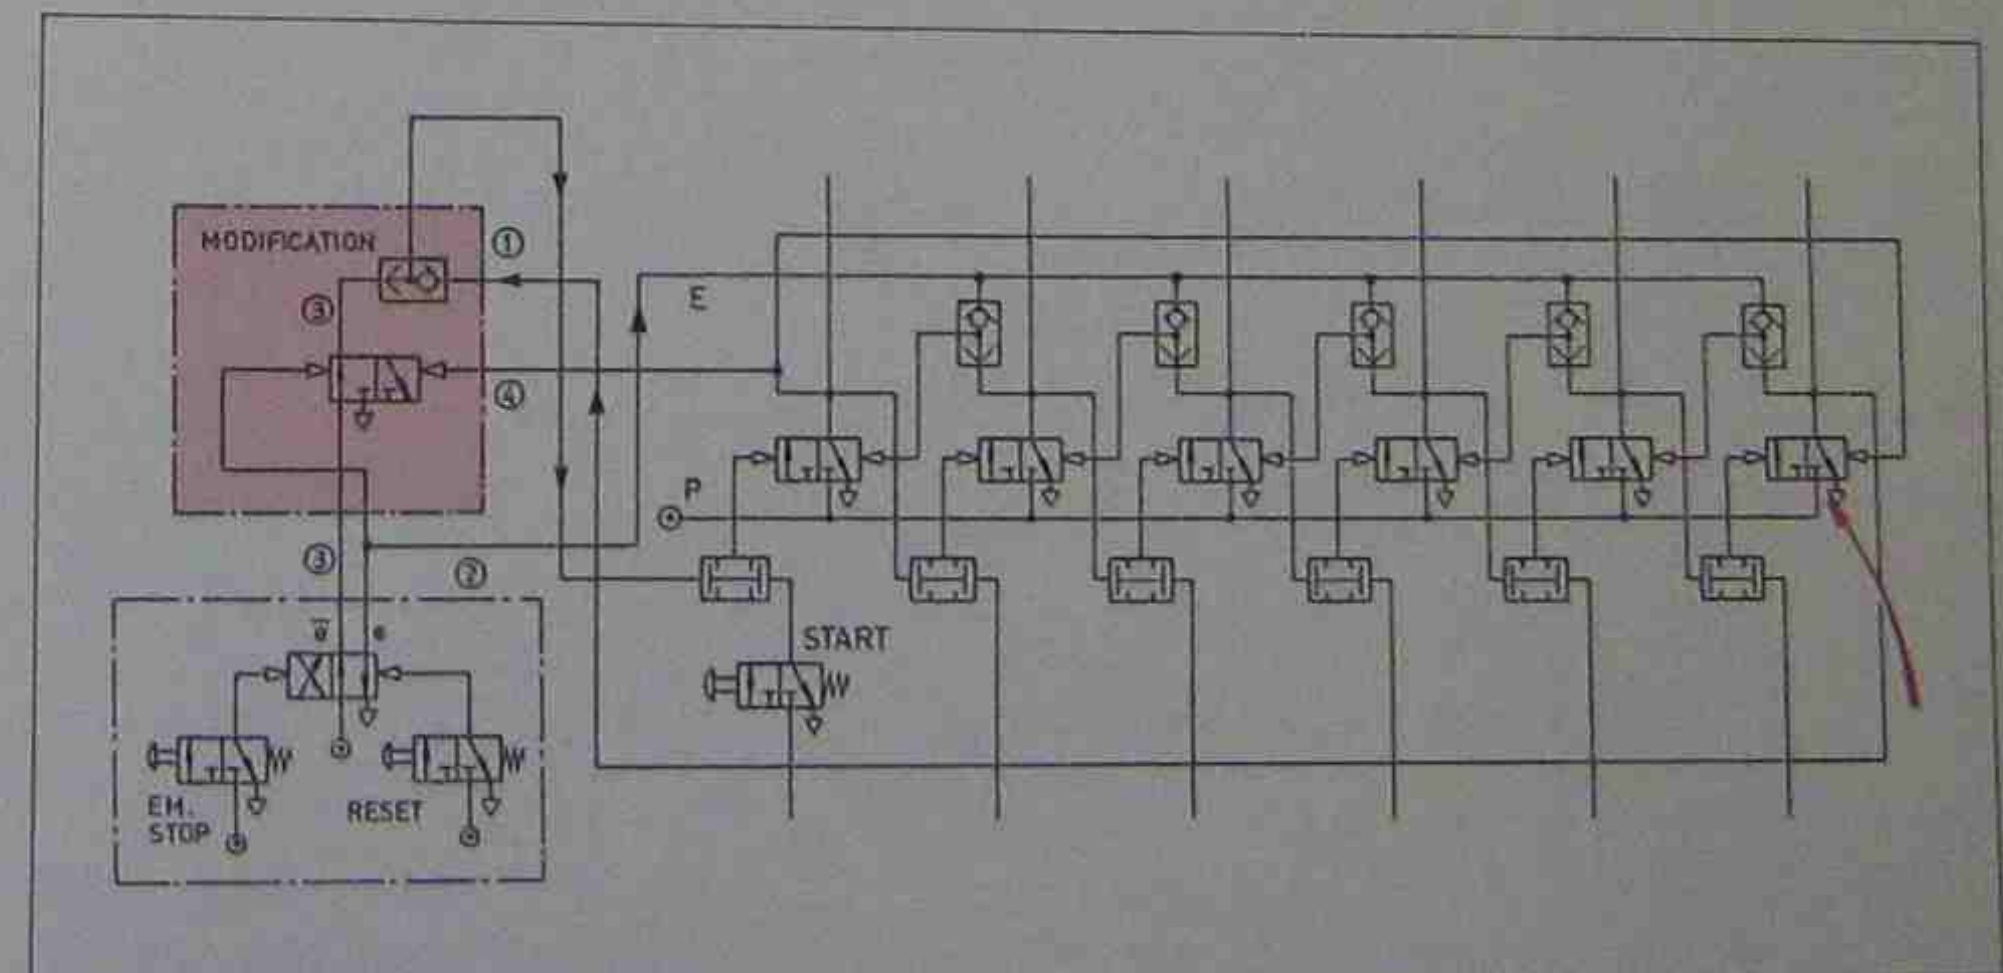 MODIFICATION
①
③
④
E
P
③
②
START
e̅
e
EM.
STOP
RESET